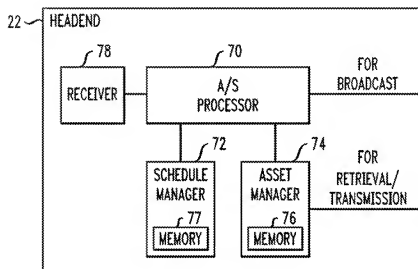 22
HEADEND
78
70
RECEIVER
A/S
PROCESSOR
FOR
BROADCAST
72
74
SCHEDULE
MANAGER
77
MEMORY
ASSET
MANAGER
76
MEMORY
FOR
RETRIEVAL/
TRANSMISSION